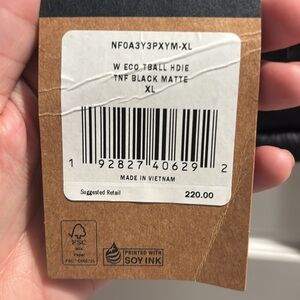 NF0A3Y3PXYM-XL
W ECO TBALL HDIE
TNF BLACK MATTE
XL
1 92827 40629 2
MADE IN VIETNAM
Suggested Retail 220.00
FSC
MIX
Paper
PRINTED WITH
SOY INK